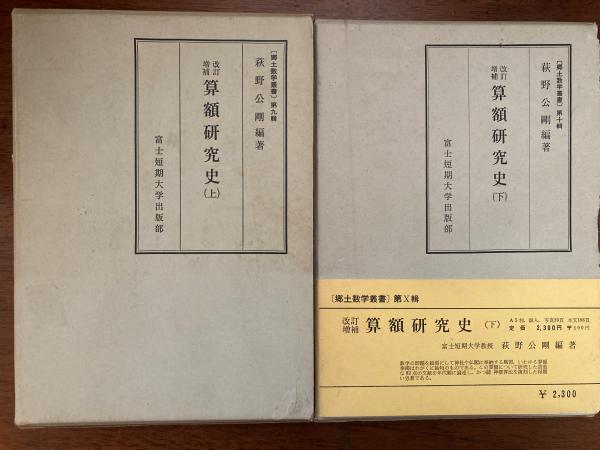 〔郷土数学叢書〕第九輯
萩野公剛編著
改訂
増補
算額研究史(上)
富士短期大学出版部
〔郷土数学叢書〕第十輯
萩野公剛編著
改訂
増補
算額研究史(下)
富士短期大学出版部
〔郷土数学叢書〕第X輯
改訂
増補
算額研究史(下)
定価 2,300円
富士短期大学教授 萩野公剛編著
¥ 2,300